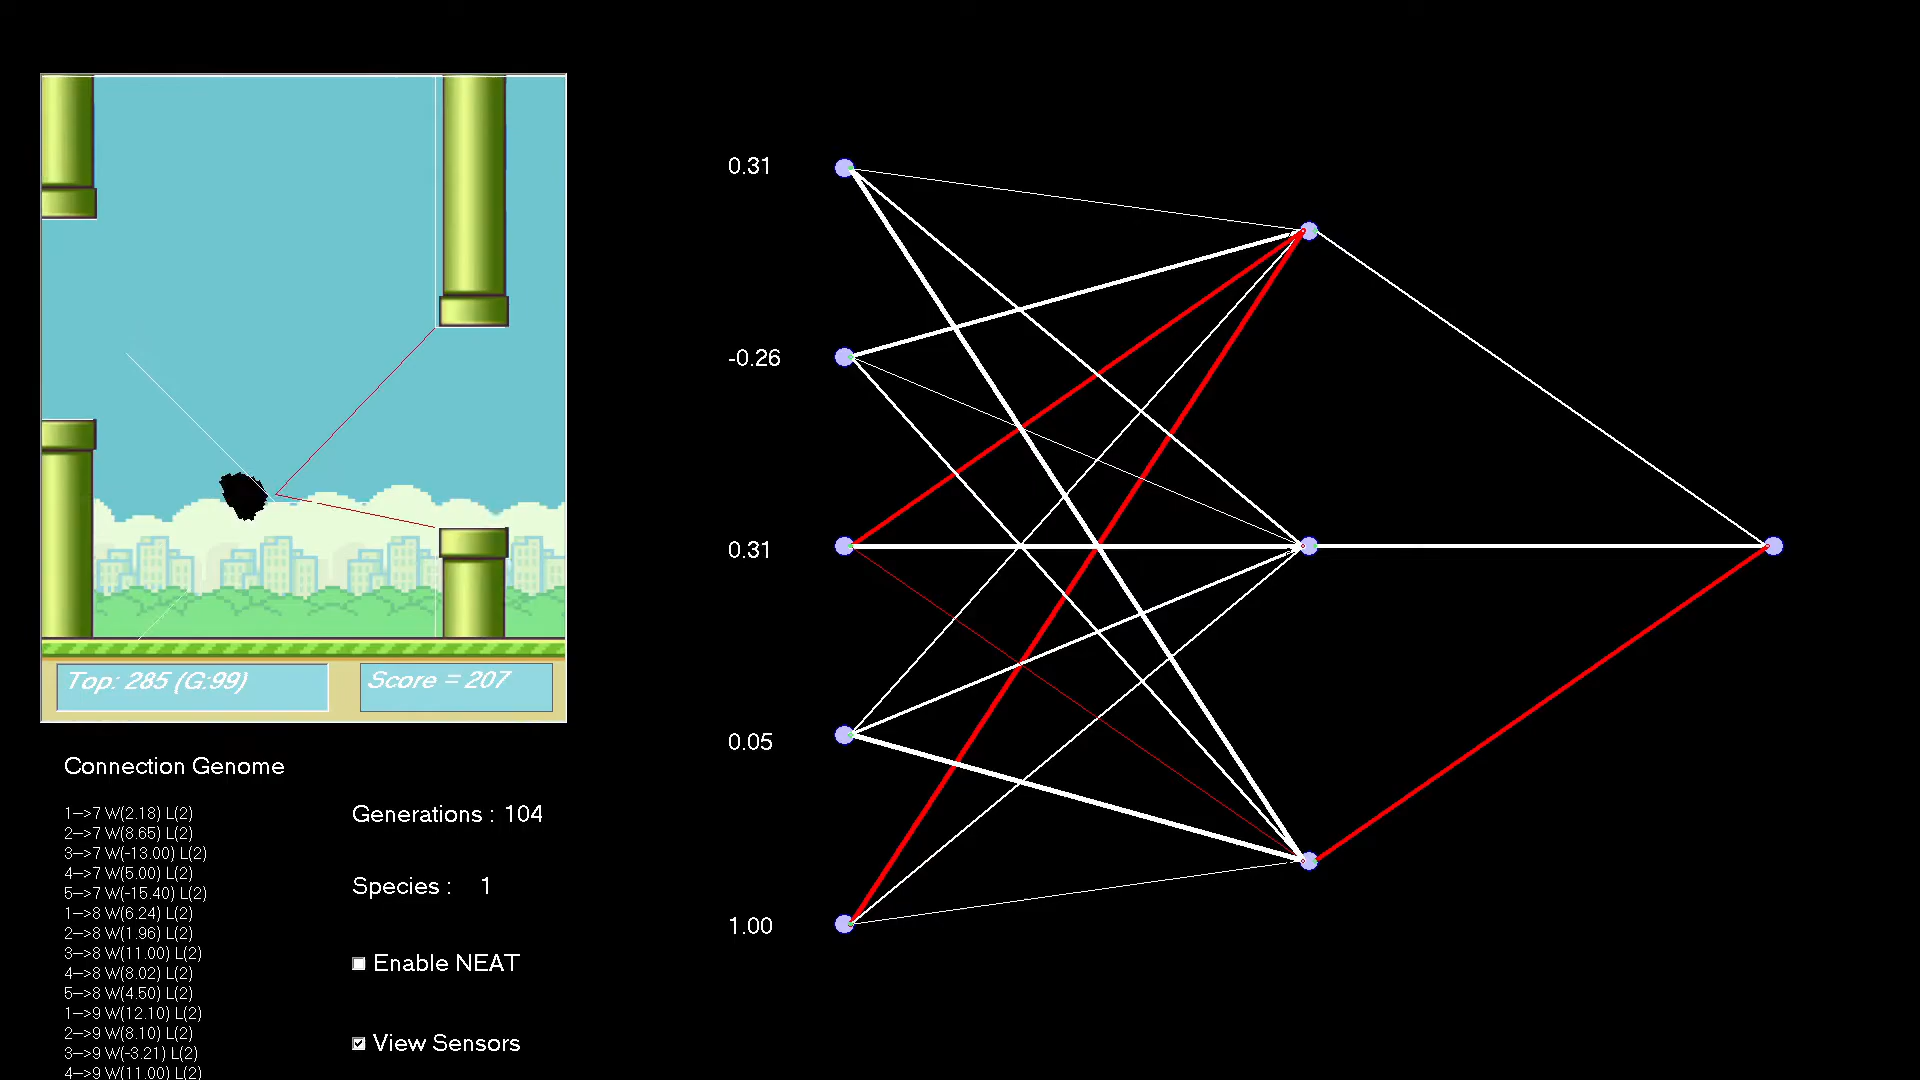 0.31
-0.26
0.31
0.05
1.00
Top: 285 (G:99)
Score = 207
Connection Genome
1-->7 W(2.18) L(2)
2-->7 W(8.65) L(2)
3-->7 W(-13.00) L(2)
4-->7 W(5.00) L(2)
5-->7 W(-15.40) L(2)
1-->8 W(6.24) L(2)
2-->8 W(1.96) L(2)
3-->8 W(11.00) L(2)
4-->8 W(8.02) L(2)
5-->8 W(4.50) L(2)
1-->9 W(12.10) L(2)
2-->9 W(8.10) L(2)
3-->9 W(-3.21) L(2)
4-->9 W(11.00) L(2)
Generations : 104
Species : 1
Enable NEAT
View Sensors